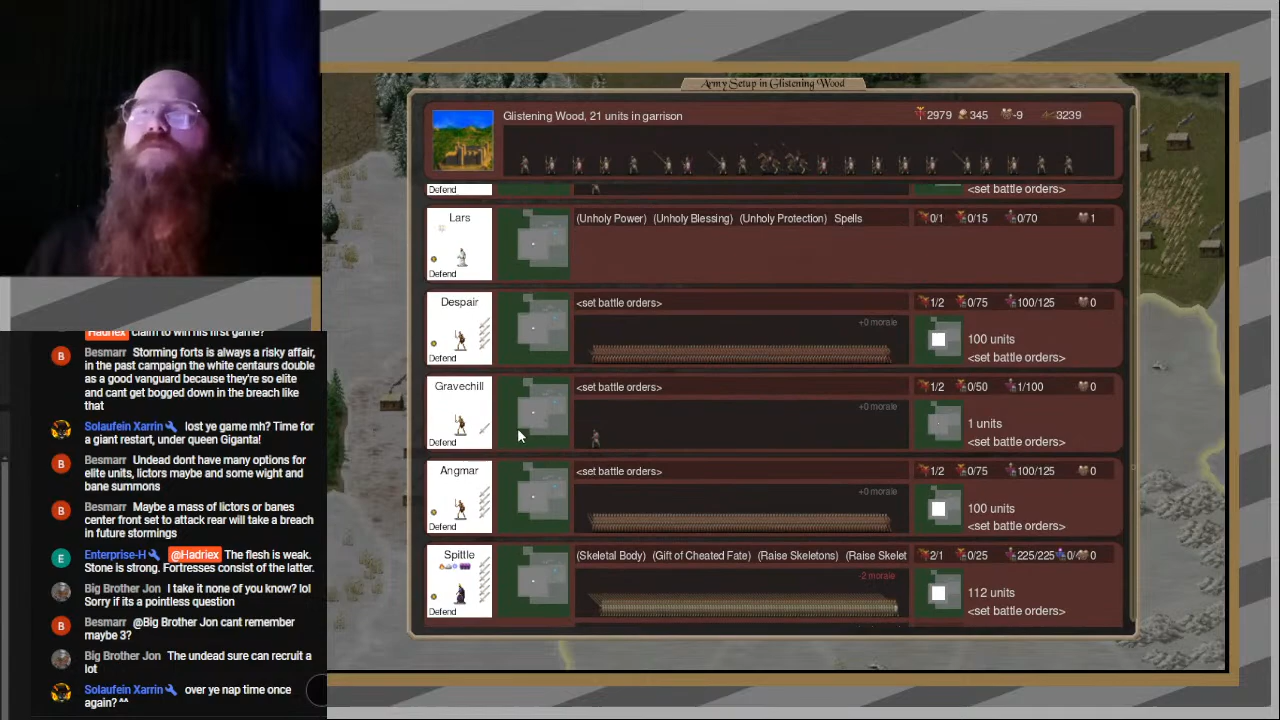 Hadriex claim to win his first game?
Besmarr Storming forts is always a risky affair,
in the past campaign the white centaurs double
as a good vanguard because they're so elite
and cant get bogged down in the breach like
that
Solaufein Xarrin lost ye game mh? Time for
a giant restart, under queen Giganta!
Besmarr Undead dont have many options for
elite units, lictors maybe and some wight and
bane summons
Besmarr Maybe a mass of lictors or banes
center front set to attack rear will take a breach
in future stormings
Enterprise-H @Hadriex The flesh is weak.
Stone is strong. Fortresses consist of the latter.
Big Brother Jon I take it none of you know? lol
Sorry if its a pointless question
Besmarr @Big Brother Jon cant remember
maybe 3?
Big Brother Jon The undead sure can recruit a
lot
Solaufein Xarrin over ye nap time once
again? ^^
Army Setup in Glistening Wood
Glistening Wood, 21 units in garrison
2979 345 -9 3239
Defend
<set battle orders>
Lars
Defend
(Unholy Power) (Unholy Blessing) (Unholy Protection) Spells
0/1 0/15 0/70 1
Despair
Defend
<set battle orders>
+0 morale
1/2 0/75 100/125 0
100 units
<set battle orders>
Gravechill
Defend
<set battle orders>
+0 morale
1/2 0/50 1/100 0
1 units
<set battle orders>
Angmar
Defend
<set battle orders>
+0 morale
1/2 0/75 100/125 0
100 units
<set battle orders>
Spittle
Defend
(Skeletal Body) (Gift of Cheated Fate) (Raise Skeletons) (Raise Skelet
-2 morale
2/1 0/25 225/225 0/ 0
112 units
<set battle orders>